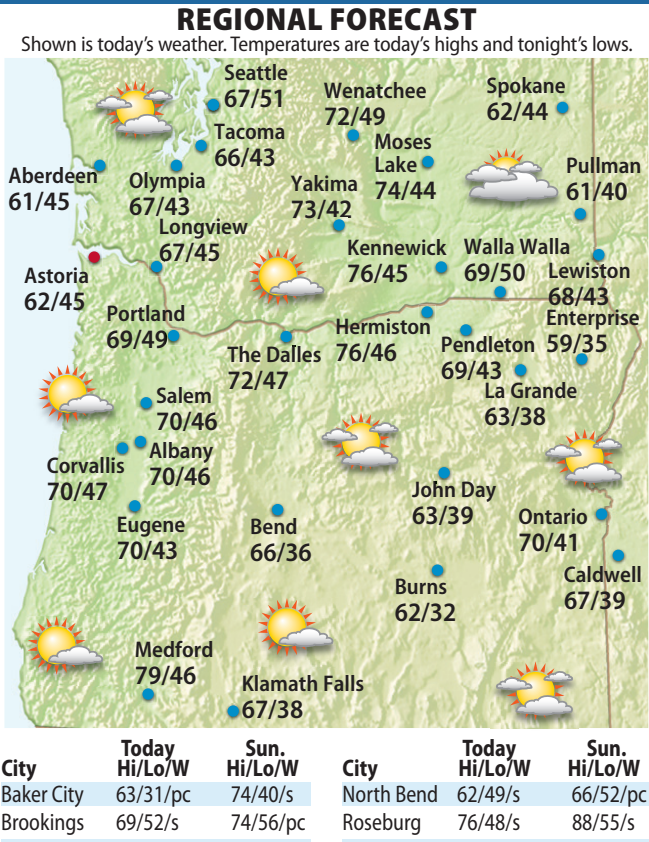 REGIONAL FORECAST
Shown is today's weather. Temperatures are today's highs and tonight's lows.
Seattle
67/51
Wenatchee
72/49
Spokane
62/44
Tacoma
66/43
Moses
Lake
74/44
Pullman
61/40
Aberdeen
61/45
Olympia
67/43
Yakima
73/42
Longview
67/45
Kennewick
76/45
Walla Walla
69/50
Lewiston
68/43
Astoria
62/45
Portland
69/49
The Dalles
72/47
Hermiston
76/46
Pendleton
69/43
Enterprise
59/35
La Grande
63/38
Salem
70/46
Albany
70/46
Corvallis
70/47
Eugene
70/43
Bend
66/36
John Day
63/39
Ontario
70/41
Caldwell
67/39
Burns
62/32
Medford
79/46
Klamath Falls
67/38
Today Sun.
City Hi/Lo/W Hi/Lo/W
Baker City 63/31/pc 74/40/s
Brookings 69/52/s 74/56/pc
Today Sun.
City Hi/Lo/W Hi/Lo/W
North Bend 62/49/s 66/52/pc
Roseburg 76/48/s 88/55/s